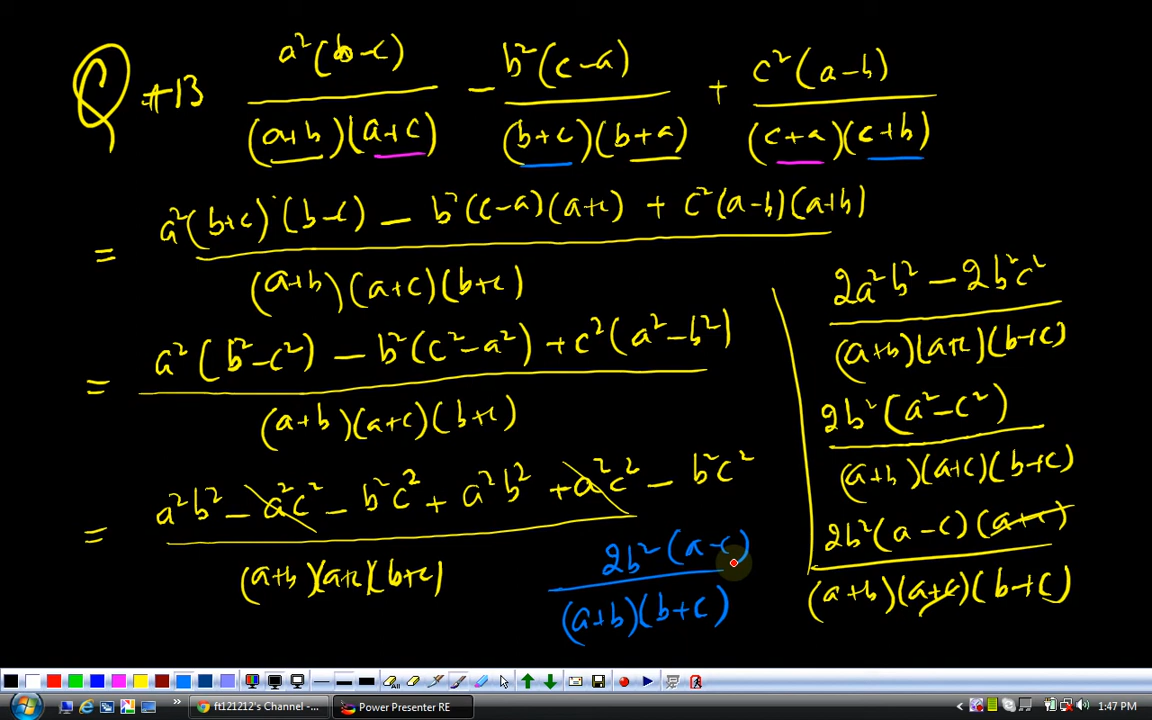 Q #13 a²(b-c)/(a+b)(a+c) - b²(c-a)/(b+c)(b+a) + c²(a-b)/(c+a)(c+b)
= a²(b+c)(b-c) - b²(c-a)(a+c) + c²(a-b)(a+b)
(a+b)(a+c)(b+c)
= a²(b²-c²) - b²(c²-a²) + c²(a²-b²)
(a+b)(a+c)(b+c)
= a²b² - a²c² - b²c² + a²b² + a²c² - b²c²
(a+b)(a+c)(b+c)
2a²b² - 2b²c²
(a+b)(a+c)(b+c)
2b²(a²-c²)
(a+b)(a+c)(b+c)
2b²(a-c)(a+c)
(a+b)(a+c)(b+c)
2b²(a-c)
(a+b)(b+c)
ft121212's Channel - ...
Power Presenter RE
1:47 PM